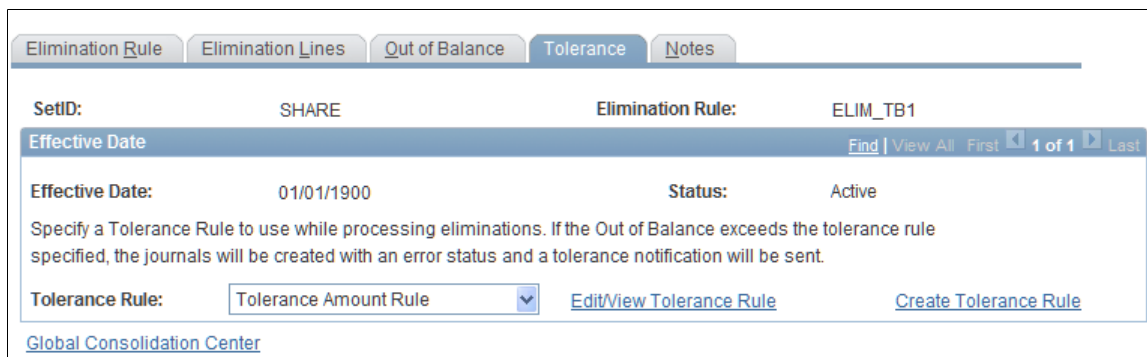 Elimination Rule Elimination Lines Out of Balance Tolerance Notes
SetID: SHARE Elimination Rule: ELIM_TB1
Effective Date Find | View All First 1 of 1 Last
Effective Date: 01/01/1900 Status: Active
Specify a Tolerance Rule to use while processing eliminations. If the Out of Balance exceeds the tolerance rule
specified, the journals will be created with an error status and a tolerance notification will be sent.
Tolerance Rule: Tolerance Amount Rule Edit/View Tolerance Rule Create Tolerance Rule
Global Consolidation Center